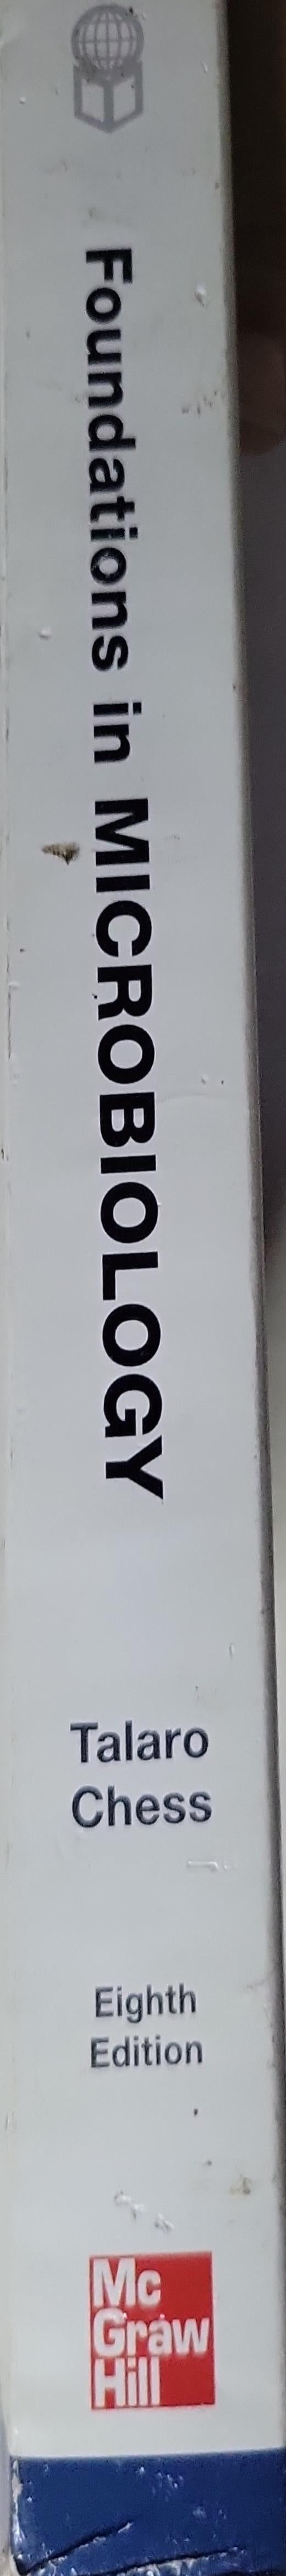 Foundations in MICROBIOLOGY
Talaro
Chess
Eighth
Edition
Mc
Graw
Hill